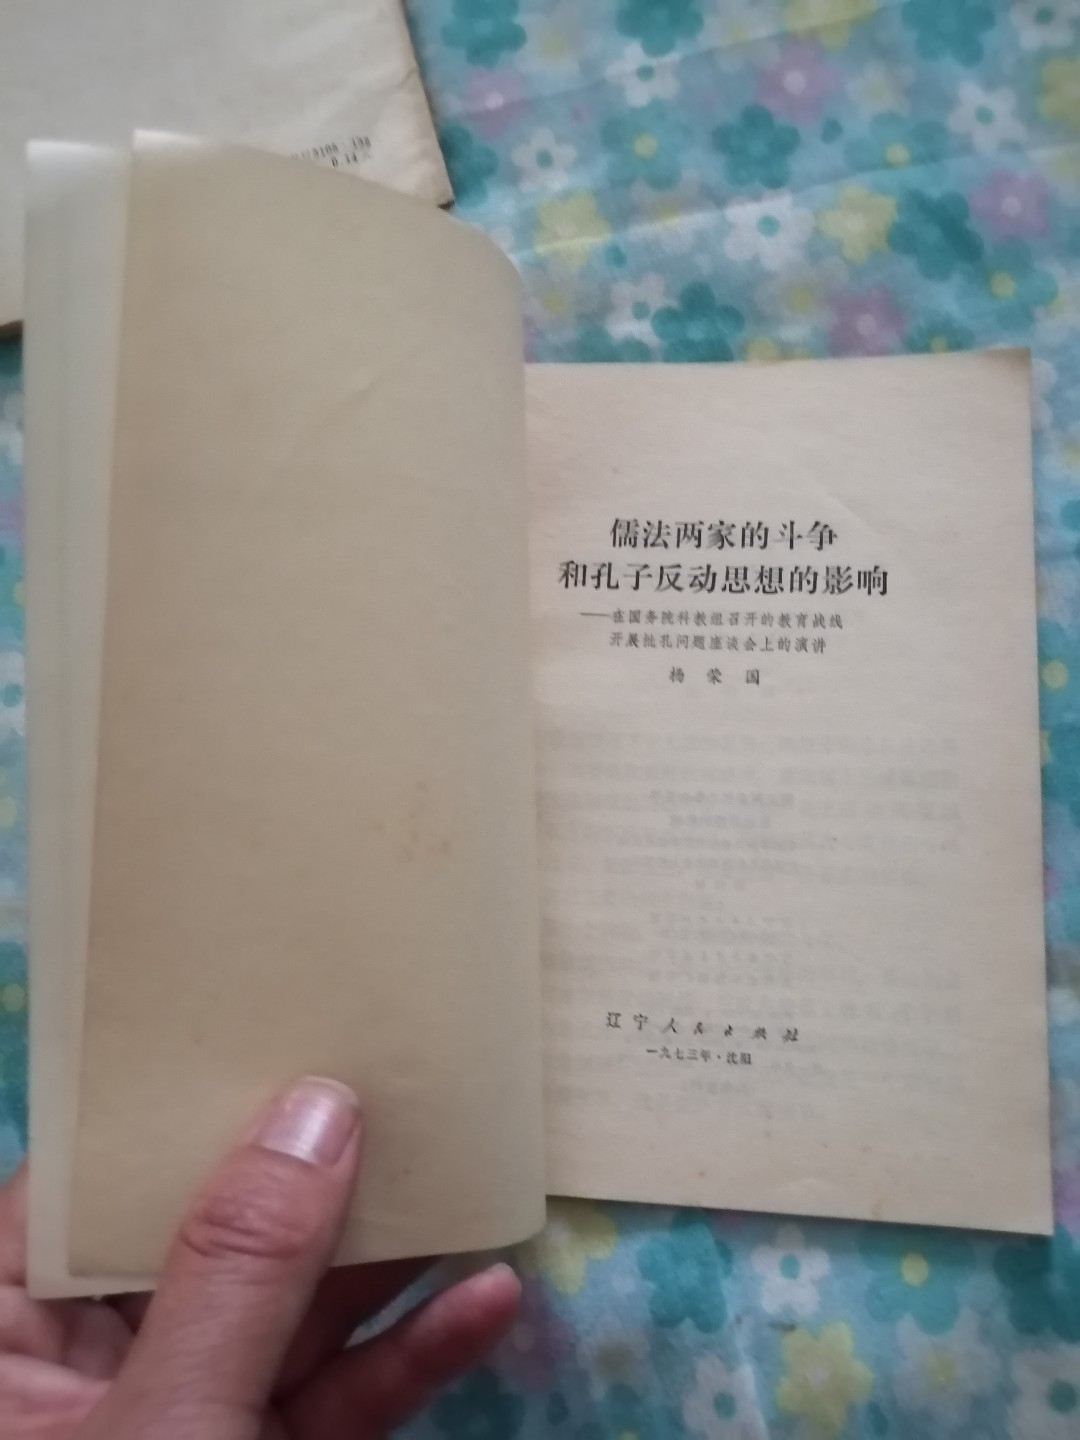 0.14
儒法两家的斗争
和孔子反动思想的影响
——在国务院科教组召开的教育战线
开展批孔问题座谈会上的演讲
杨 荣 国
辽宁人民出版社
一九七三年·沈阳